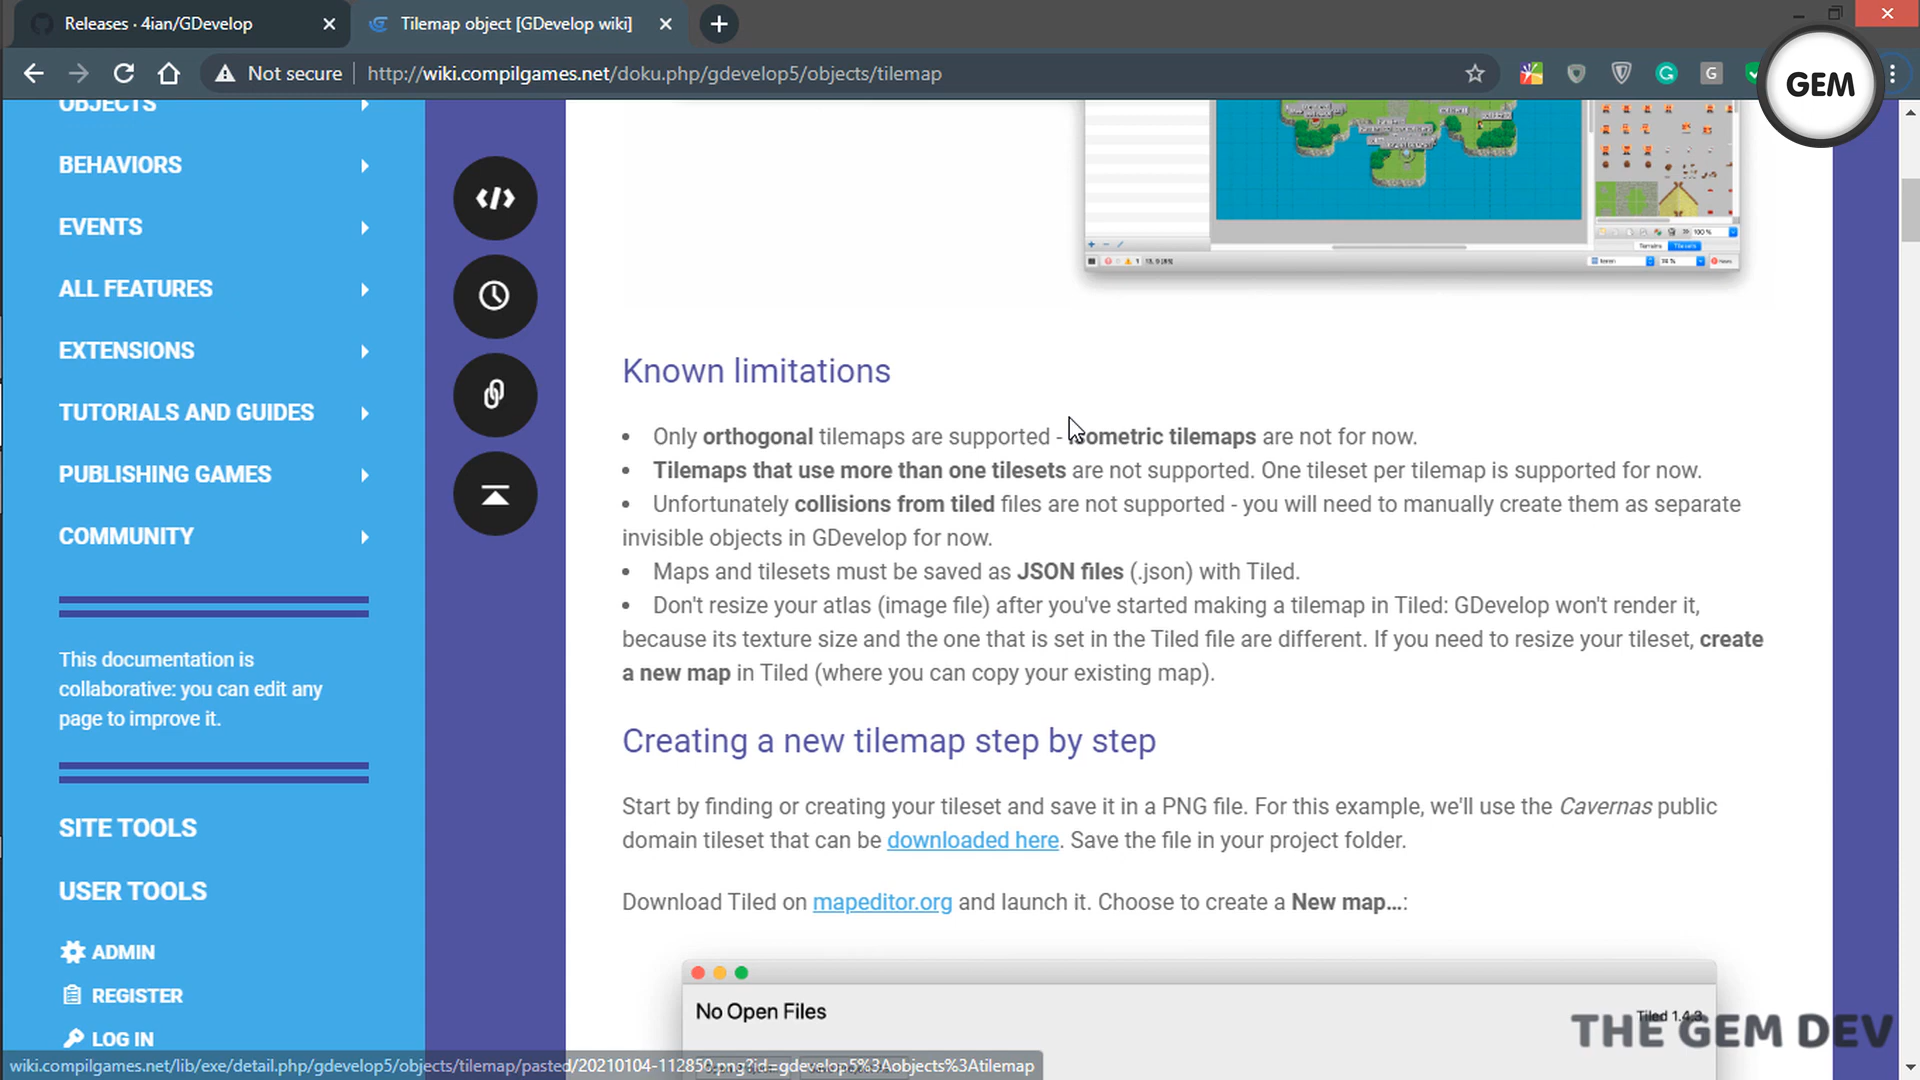 Releases · 4ian/GDevelop
Tilemap object [GDevelop wiki]
Not secure
http://wiki.compilgames.net/doku.php/gdevelop5/objects/tilemap
G
GEM
OBJECTS
BEHAVIORS
EVENTS
ALL FEATURES
EXTENSIONS
TUTORIALS AND GUIDES
PUBLISHING GAMES
COMMUNITY
This documentation is
collaborative: you can edit any
page to improve it.
SITE TOOLS
USER TOOLS
ADMIN
REGISTER
LOG IN
Terrains Tilesets
100 %
Known limitations
• Only orthogonal tilemaps are supported - isometric tilemaps are not for now.
• Tilemaps that use more than one tilesets are not supported. One tileset per tilemap is supported for now.
• Unfortunately collisions from tiled files are not supported - you will need to manually create them as separate
invisible objects in GDevelop for now.
• Maps and tilesets must be saved as JSON files (.json) with Tiled.
• Don't resize your atlas (image file) after you've started making a tilemap in Tiled: GDevelop won't render it,
because its texture size and the one that is set in the Tiled file are different. If you need to resize your tileset, create
a new map in Tiled (where you can copy your existing map).
Creating a new tilemap step by step
Start by finding or creating your tileset and save it in a PNG file. For this example, we'll use the Cavernas public
domain tileset that can be downloaded here. Save the file in your project folder.
Download Tiled on mapeditor.org and launch it. Choose to create a New map...:
No Open Files
Tiled 1.4.3
THE GEM DEV
wiki.compilgames.net/lib/exe/detail.php/gdevelop5/objects/tilemap/pasted/20210104-112850.png?id=gdevelop5%3Aobjects%3Atilemap